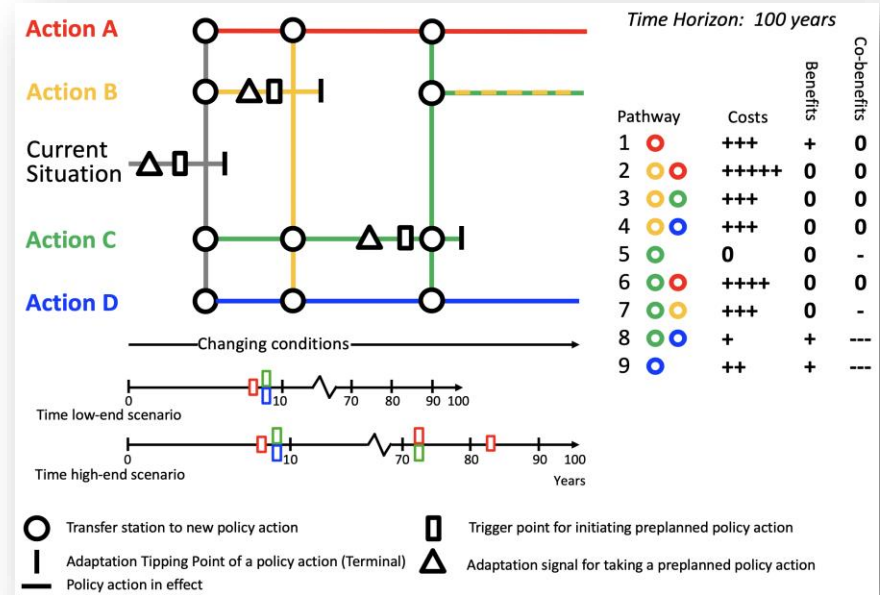 Action A
Action B
Current
Situation
Action C
Action D
Changing conditions
0 10 70 80 90 100
Time low-end scenario
0 10 70 80 90 100
Time high-end scenario
Years
Time Horizon: 100 years
Pathway Costs Benefits Co-benefits
1 +++ + 0
2 +++++ 0 0
3 +++ 0 0
4 +++ 0 0
5 0 0 -
6 ++++ 0 0
7 +++ 0 -
8 + + ---
9 ++ + ---
Transfer station to new policy action
Adaptation Tipping Point of a policy action (Terminal)
Policy action in effect
Trigger point for initiating preplanned policy action
Adaptation signal for taking a preplanned policy action